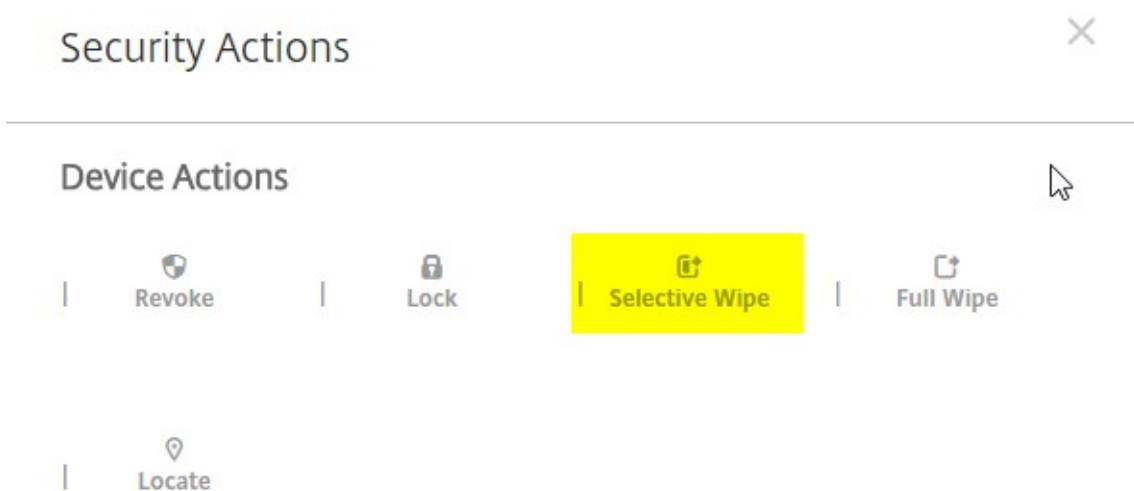 Security Actions
Device Actions
Revoke
Lock
Selective Wipe
Full Wipe
Locate